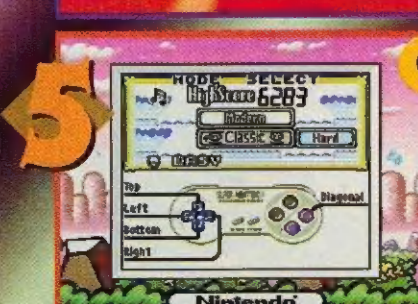 5
MODE SELECT
HighScore 6283
Modern
Classic Hard
EASY
Top
Left
Diagonal
Bottom
Right
Nintendo